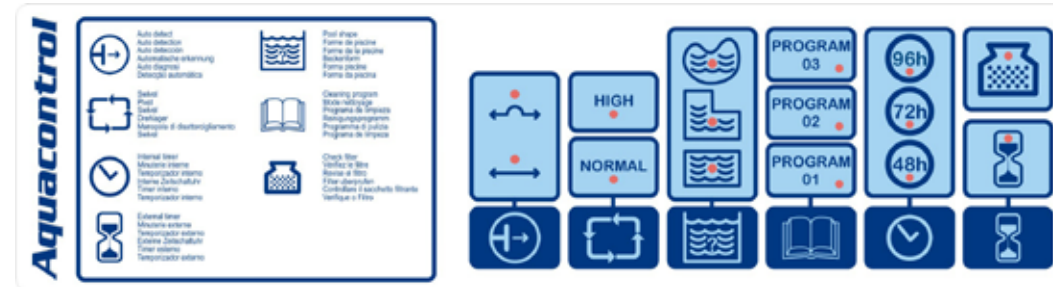 Aquacontrol
Auto detect
Auto detection
Auto detección
Automatische erkennung
Auto diagnosi
Detecção automática
Swivel
Pivot
Swivel
Drehlager
Manopola di disattorcigliamento
Swivel
Internal timer
Minuterie interne
Temporizador interno
Interne Zeitschaltuhr
Timer interno
Temporizador interno
External timer
Minuterie externe
Temporizador externo
Externe Zeitschaltuhr
Timer esterno
Temporizador externo
Pool shape
Forme de piscine
Forma de la piscina
Beckenform
Forma piscina
Forma da piscina
Cleaning program
Mode nettoyage
Programa de limpieza
Reinigungsprogramm
Programma di pulizia
Programa de limpeza
Check filter
Vérifiez le filtre
Revise el filtro
Filter überprüfen
Controllare il sacchetto filtrante
Verifique o Filtro
HIGH
NORMAL
?
PROGRAM
03
PROGRAM
02
PROGRAM
01
96h
72h
48h